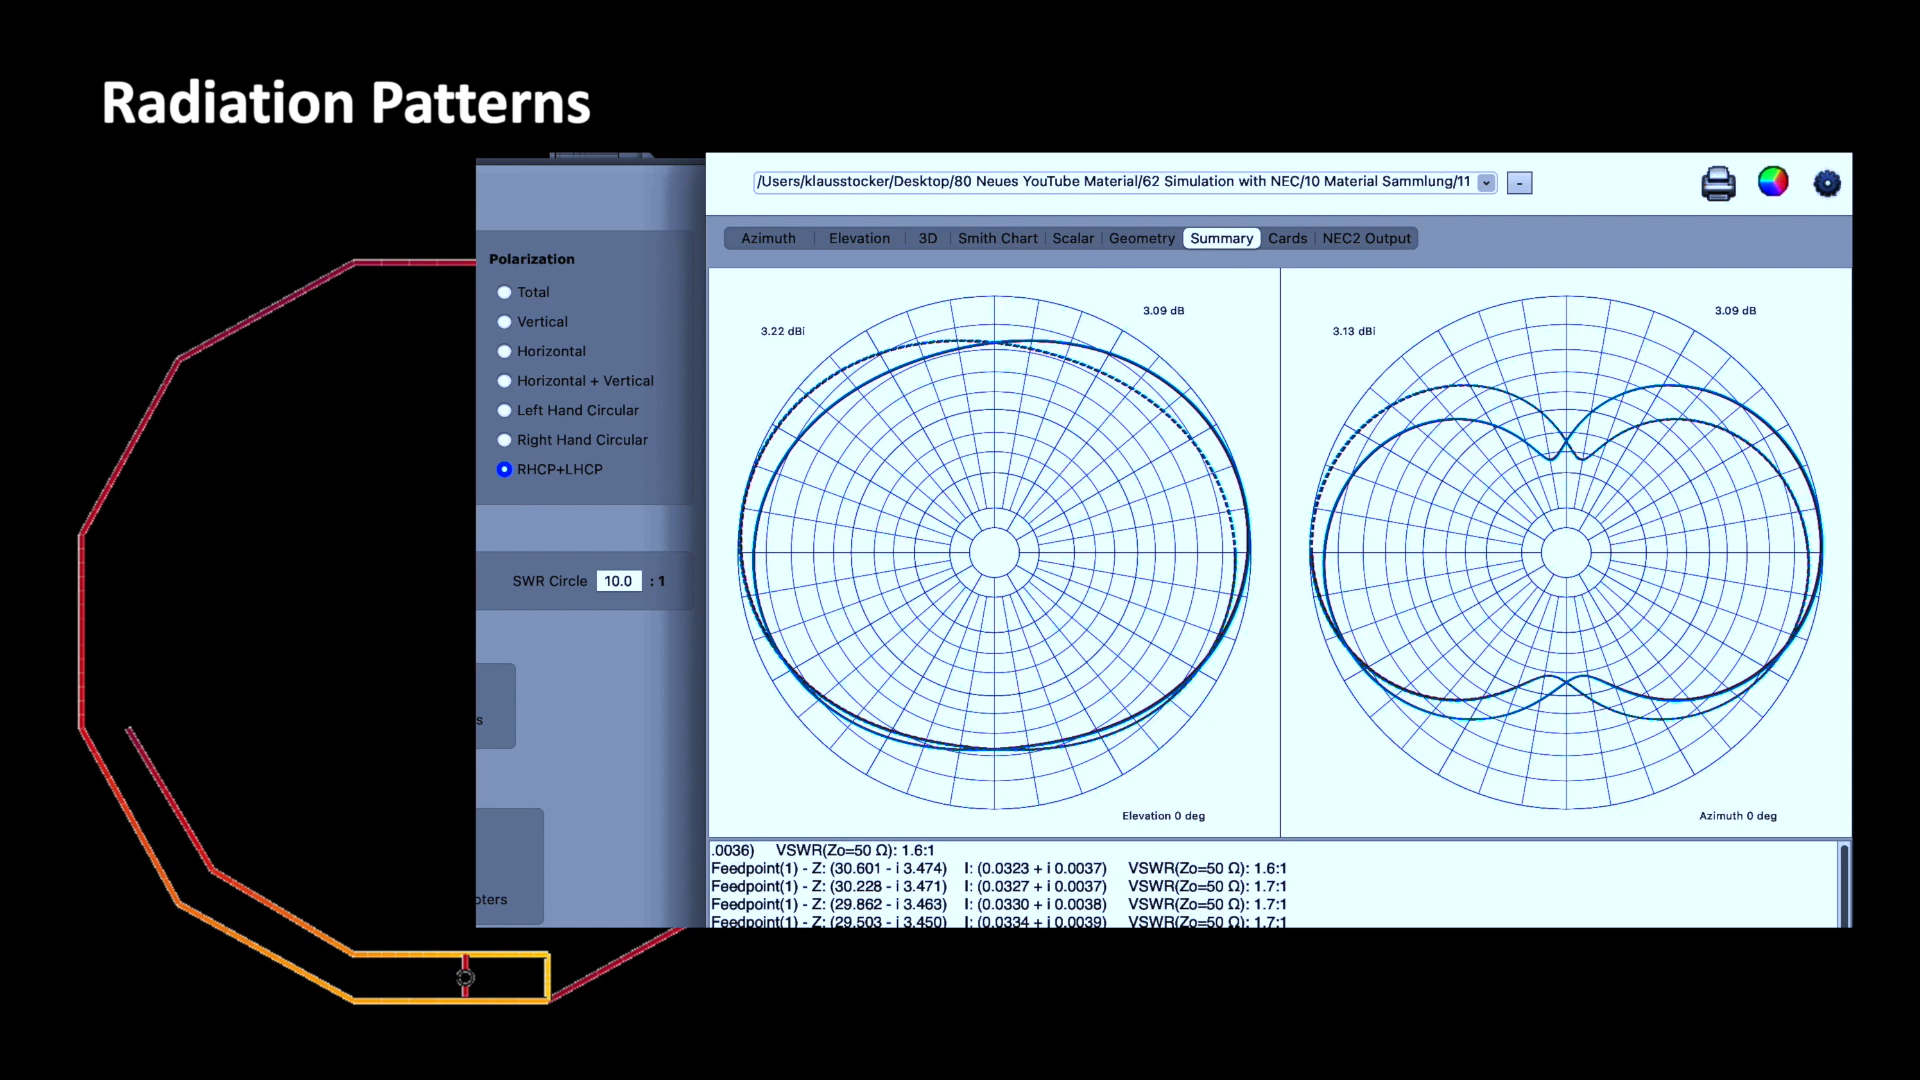 Radiation Patterns
/Users/klausstocker/Desktop/80 Neues YouTube Material/62 Simulation with NEC/10 Material Sammlung/11
-
Azimuth Elevation 3D Smith Chart Scalar Geometry Summary Cards NEC2 Output
Polarization
Total
Vertical
Horizontal
Horizontal + Vertical
Left Hand Circular
Right Hand Circular
RHCP+LHCP
SWR Circle 10.0 : 1
s
oters
3.22 dBi
3.09 dB
Elevation 0 deg
3.13 dBi
3.09 dB
Azimuth 0 deg
.0036) VSWR(Zo=50 Ω): 1.6:1
Feedpoint(1) - Z: (30.601 - i 3.474) I: (0.0323 + i 0.0037) VSWR(Zo=50 Ω): 1.6:1
Feedpoint(1) - Z: (30.228 - i 3.471) I: (0.0327 + i 0.0037) VSWR(Zo=50 Ω): 1.7:1
Feedpoint(1) - Z: (29.862 - i 3.463) I: (0.0330 + i 0.0038) VSWR(Zo=50 Ω): 1.7:1
Feedpoint(1) - Z: (29.503 - i 3.450) I: (0.0334 + i 0.0039) VSWR(Zo=50 Ω): 1.7:1